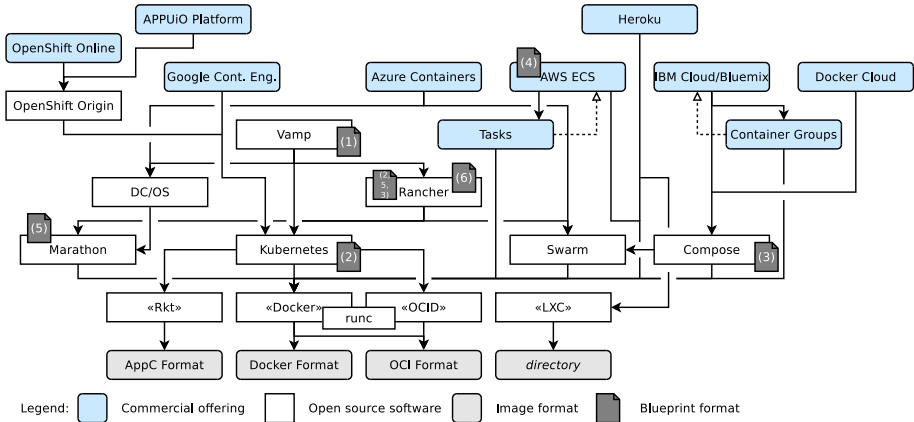 APPUiO Platform
Heroku
OpenShift Online
Google Cont. Eng.
Azure Containers
(4)
AWS ECS
IBM Cloud/Bluemix
Docker Cloud
OpenShift Origin
Vamp
(1)
Tasks
Container Groups
DC/OS
(2,
5,
3)
Rancher
(6)
(5)
Marathon
Kubernetes
(2)
Swarm
Compose
(3)
«Rkt»
«Docker»
runc
«OCID»
«LXC»
AppC Format
Docker Format
OCI Format
directory
Legend:
Commercial offering
Open source software
Image format
Blueprint format